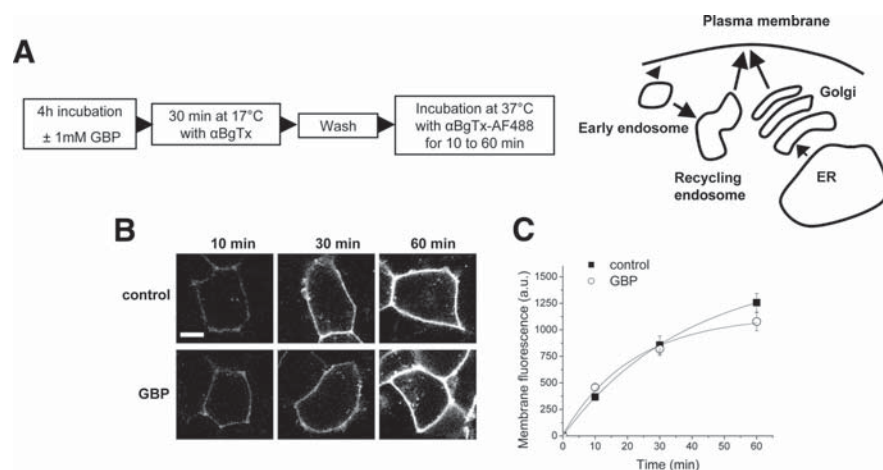 A
4h incubation
± 1mM GBP
30 min at 17°C
with αBgTx
Wash
Incubation at 37°C
with αBgTx-AF488
for 10 to 60 min
Plasma membrane
Golgi
Early endosome
Recycling
endosome
ER
B
10 min
30 min
60 min
control
GBP
C
control
GBP
Membrane fluorescence (a.u.)
1500
1250
1000
750
500
250
0
0
10
20
30
40
50
60
Time (min)